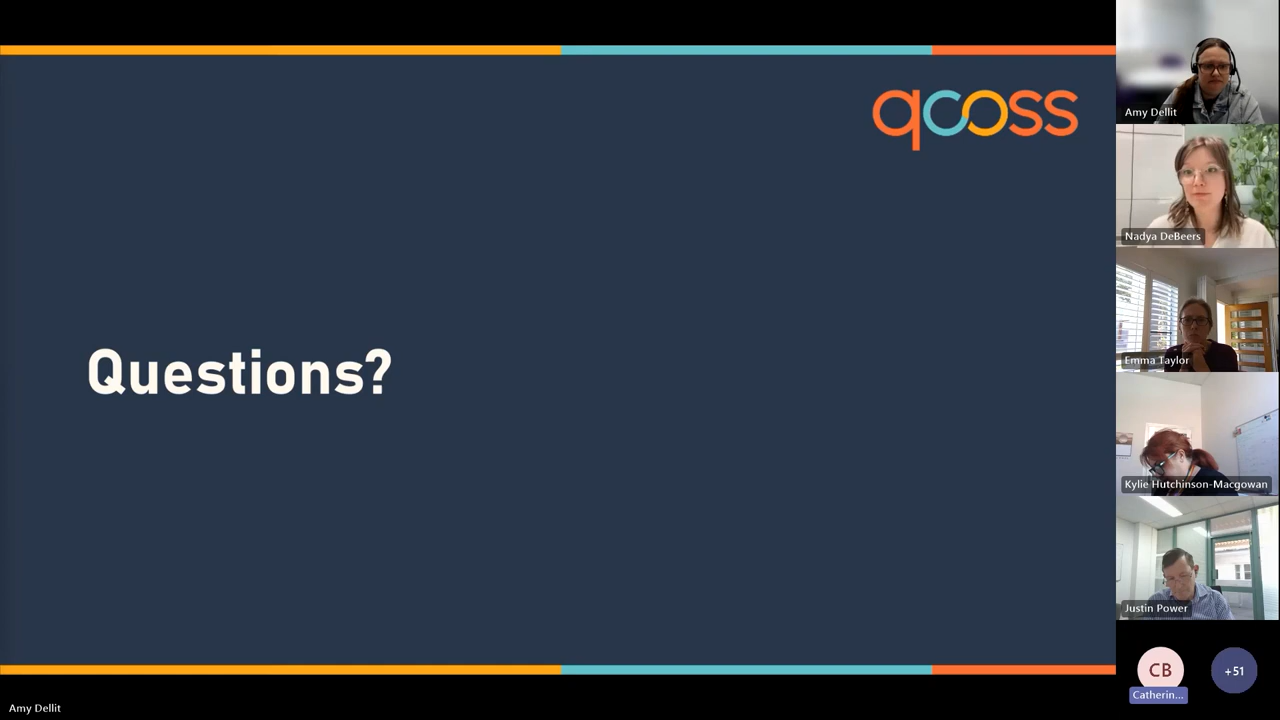 qcoss
Questions?
Amy Dellit
Nadya DeBeers
Emma Taylor
Kylie Hutchinson-Macgowan
Justin Power
CB
Catherin...
+51
Amy Dellit